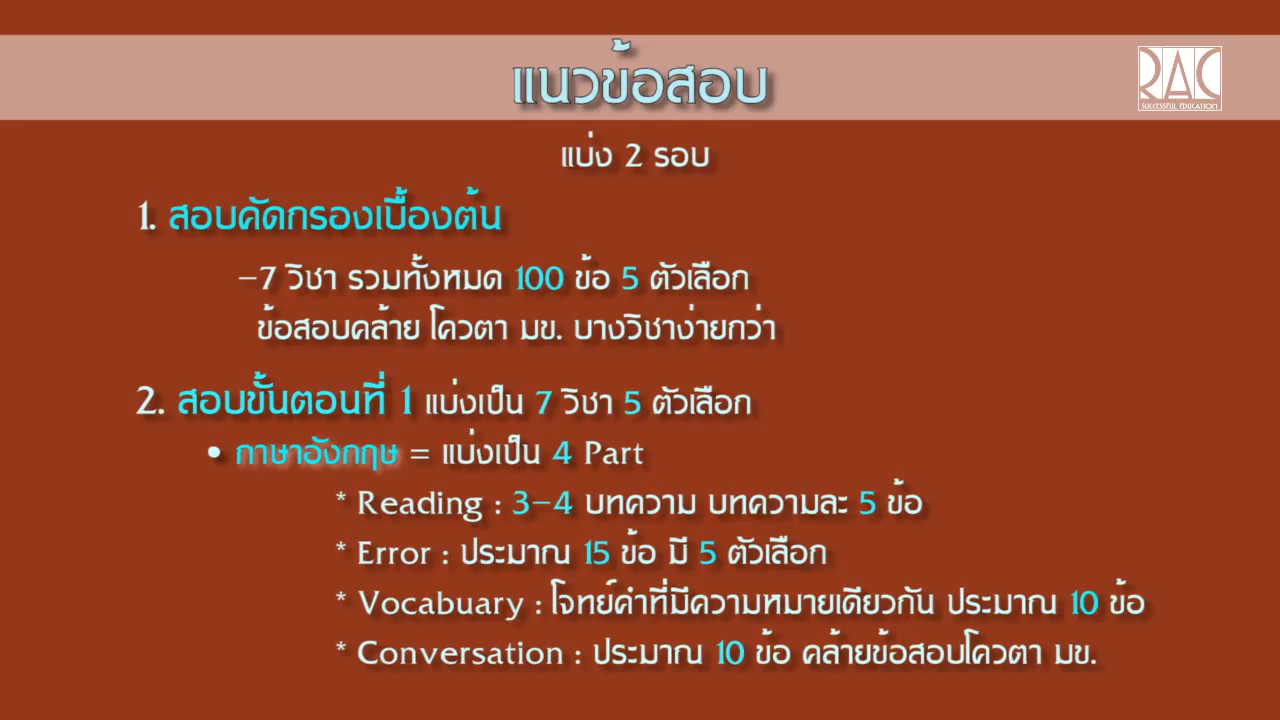 แนวข้อสอบ
RAC
SUCCESSFUL EDUCATION
แบ่ง 2 รอบ
1. สอบคัดกรองเบื้องต้น
-7 วิชา รวมทั้งหมด 100 ข้อ 5 ตัวเลือก
ข้อสอบคล้าย โควตา มข. บางวิชาง่ายกว่า
2. สอบขั้นตอนที่ 1 แบ่งเป็น 7 วิชา 5 ตัวเลือก
• ภาษาอังกฤษ = แบ่งเป็น 4 Part
* Reading : 3-4 บทความ บทความละ 5 ข้อ
* Error : ประมาณ 15 ข้อ มี 5 ตัวเลือก
* Vocabuary : โจทย์คำที่มีความหมายเดียวกัน ประมาณ 10 ข้อ
* Conversation : ประมาณ 10 ข้อ คล้ายข้อสอบโควตา มข.